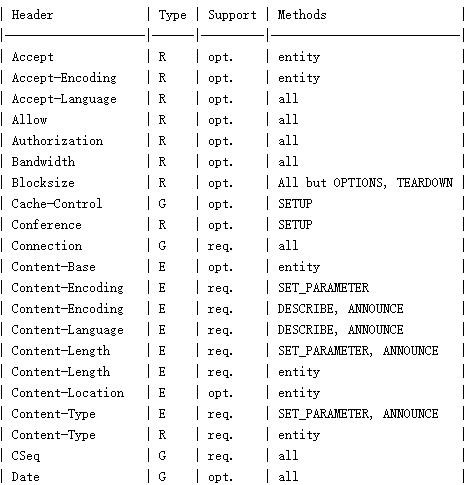 | Header | Type | Support | Methods |
|---|---|---|---|
| Accept | R | opt. | entity |
| Accept-Encoding | R | opt. | entity |
| Accept-Language | R | opt. | all |
| Allow | R | opt. | all |
| Authorization | R | opt. | all |
| Bandwidth | R | opt. | all |
| Blocksize | R | opt. | All but OPTIONS, TEARDOWN |
| Cache-Control | G | opt. | SETUP |
| Conference | R | opt. | SETUP |
| Connection | G | req. | all |
| Content-Base | E | opt. | entity |
| Content-Encoding | E | req. | SET_PARAMETER |
| Content-Encoding | E | req. | DESCRIBE, ANNOUNCE |
| Content-Language | E | req. | DESCRIBE, ANNOUNCE |
| Content-Length | E | req. | SET_PARAMETER, ANNOUNCE |
| Content-Length | E | req. | entity |
| Content-Location | E | opt. | entity |
| Content-Type | E | req. | SET_PARAMETER, ANNOUNCE |
| Content-Type | R | req. | entity |
| CSeq | G | req. | all |
| Date | G | opt. | all |